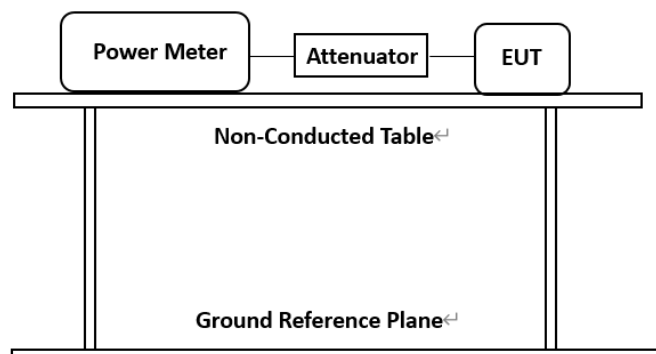 Power Meter
Attenuator
EUT
Non-Conducted Table↵
Ground Reference Plane↵